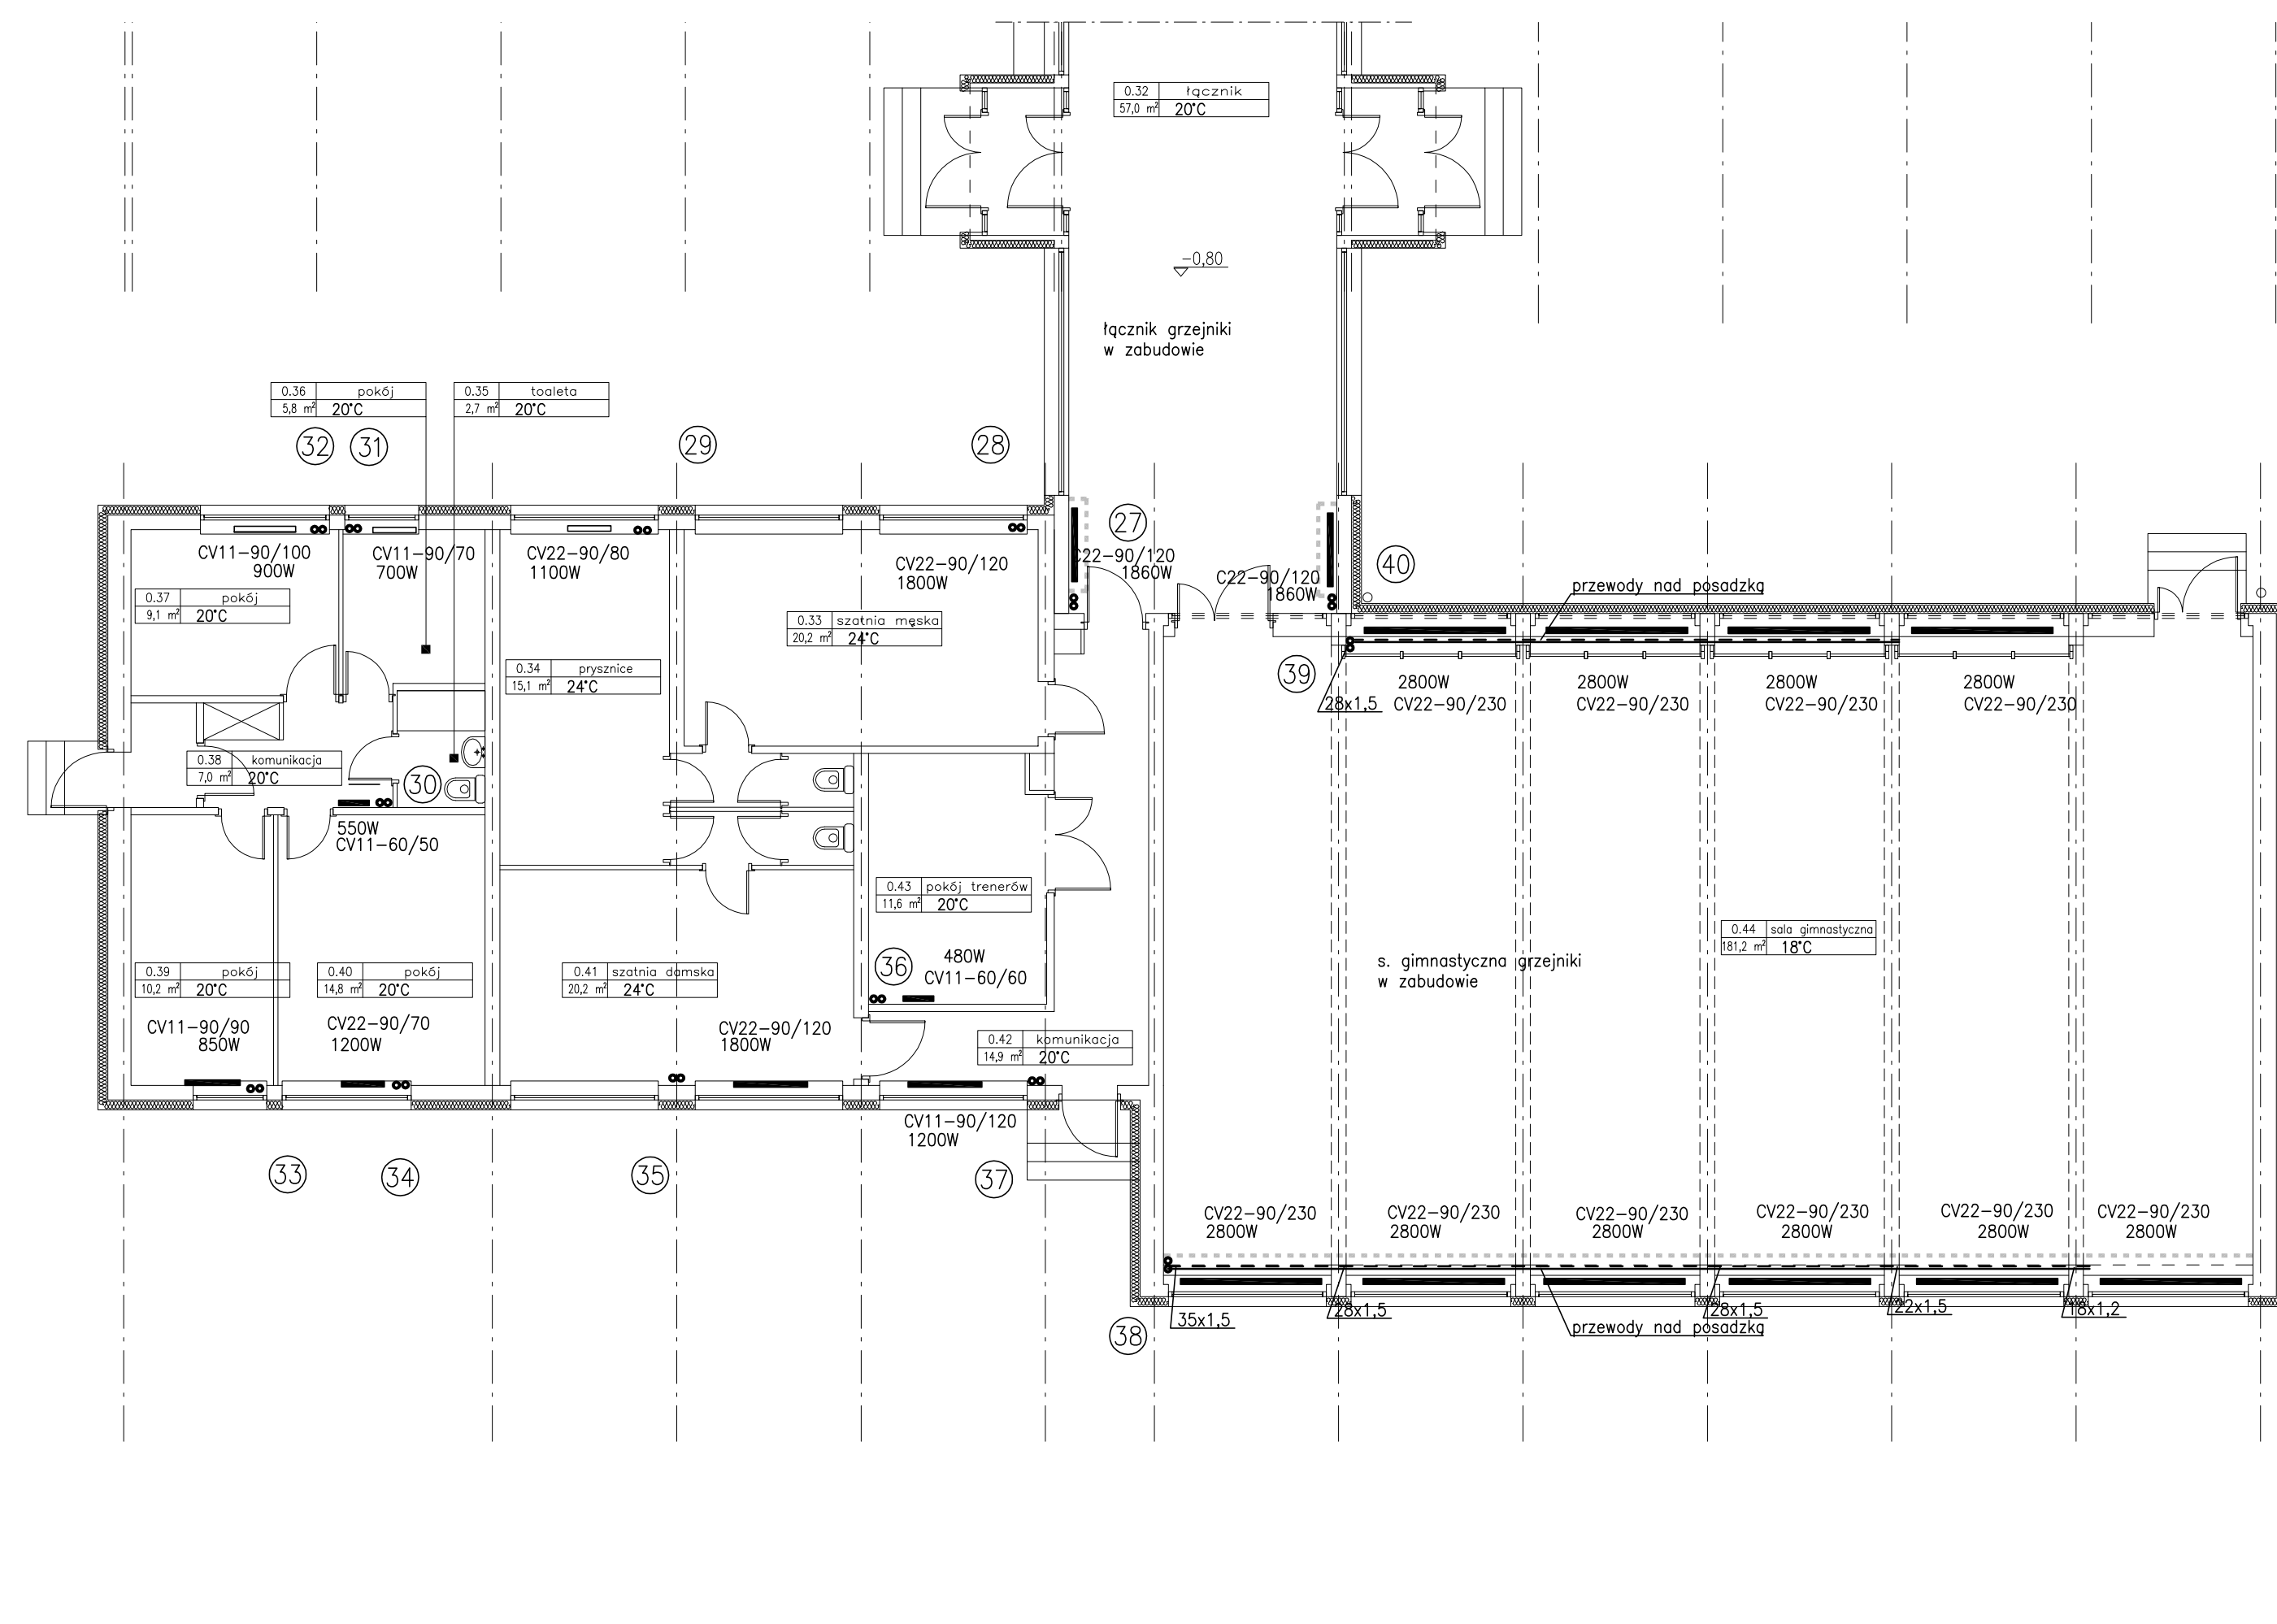 0.32 łącznik
57,0 m² 20°C
-0,80
łącznik grzejniki
w zabudowie
0.36 pokój
5,8 m² 20°C
0.35 toaleta
2,7 m² 20°C
32
31
29
28
27
40
CV11-90/100
900W
CV11-90/70
700W
CV22-90/80
1100W
CV22-90/120
1800W
C22-90/120
1860W
C22-90/120
1860W
przewody nad posadzką
0.37 pokój
9,1 m² 20°C
0.33 szatnia męska
20,2 m² 24°C
0.34 prysznice
15,1 m² 24°C
39
28x1,5
2800W
CV22-90/230
2800W
CV22-90/230
2800W
CV22-90/230
2800W
CV22-90/230
0.38 komunikacja
7,0 m² 20°C
30
550W
CV11-60/50
0.43 pokój trenerów
11,6 m² 20°C
0.44 sala gimnastyczna
181,2 m² 18°C
s. gimnastyczna grzejniki
w zabudowie
36
480W
CV11-60/60
0.39 pokój
10,2 m² 20°C
0.40 pokój
14,8 m² 20°C
0.41 szatnia damska
20,2 m² 24°C
CV11-90/90
850W
CV22-90/70
1200W
CV22-90/120
1800W
0.42 komunikacja
14,9 m² 20°C
CV11-90/120
1200W
33
34
35
37
CV22-90/230
2800W
CV22-90/230
2800W
CV22-90/230
2800W
CV22-90/230
2800W
CV22-90/230
2800W
CV22-90/230
2800W
35x1,5
28x1,5
28x1,5
22x1,5
18x1,2
przewody nad posadzką
38